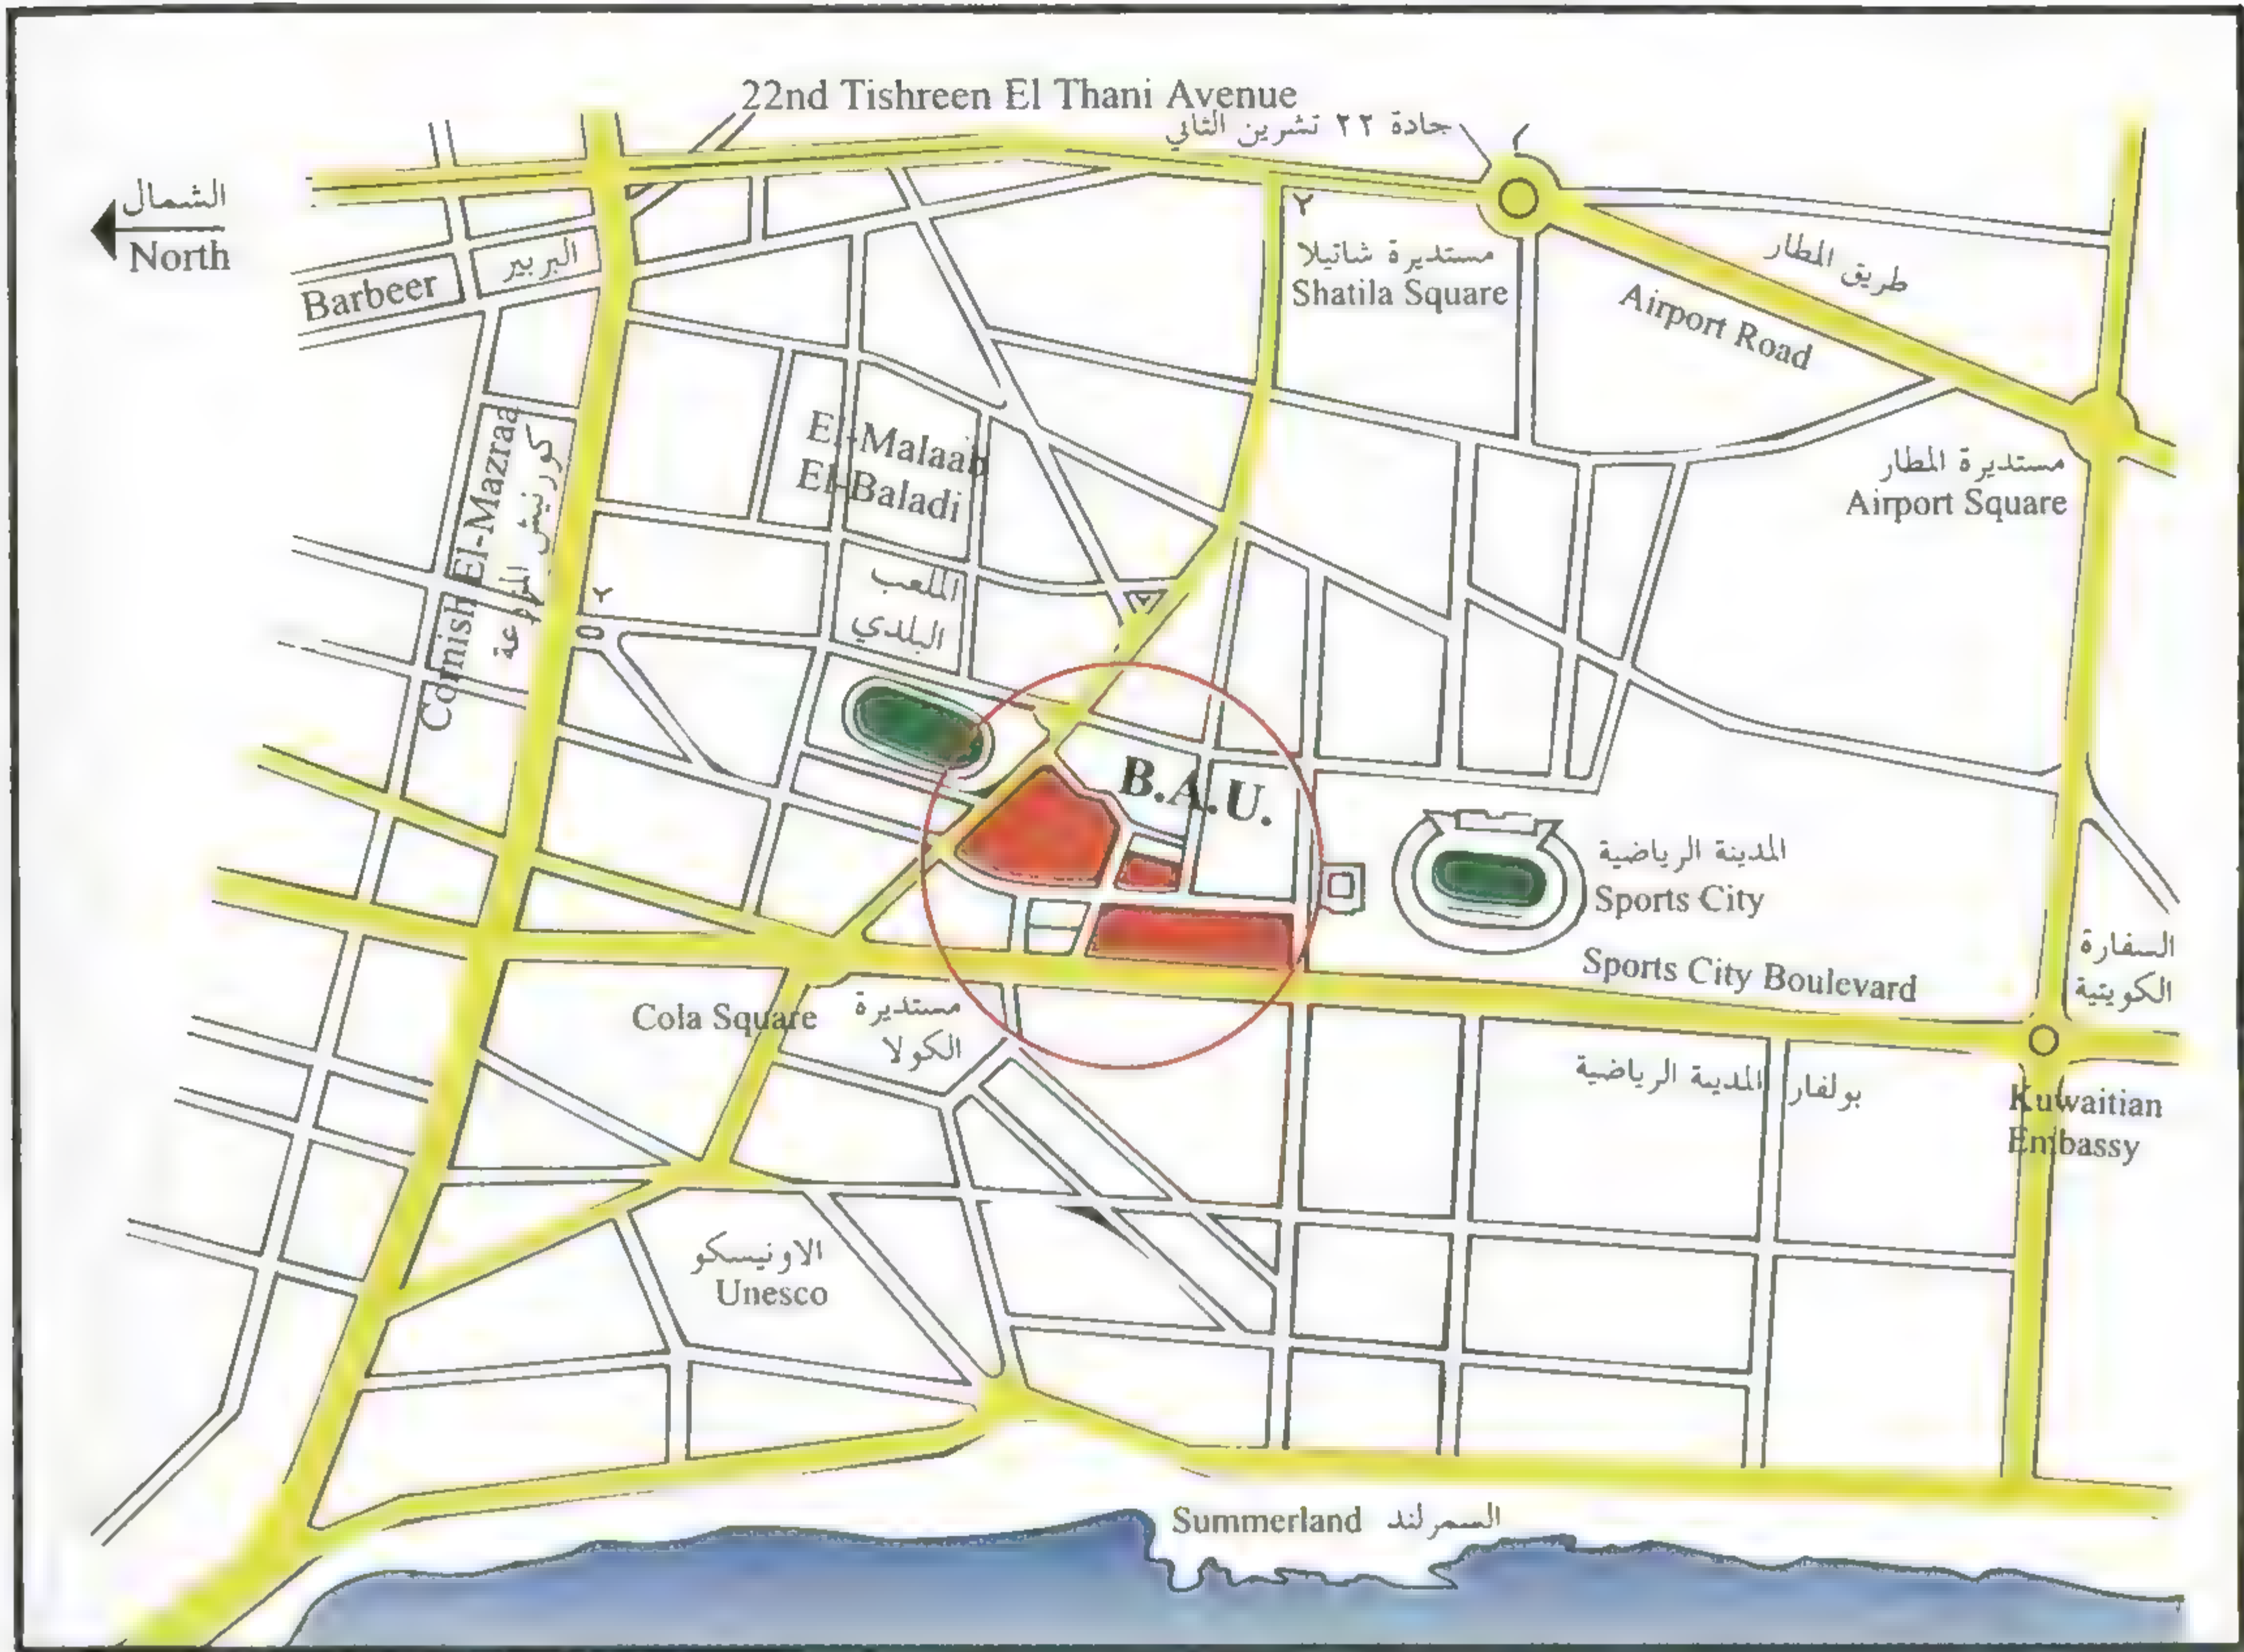 22nd Tishreen El Thani Avenue
جادة ٢٢ تشرين الثاني
الشمال
North
Barbeer
البربير
مستديرة شاتيلا
Shatila Square
طريق المطار
Airport Road
Cornish El-Mazraa
كورنيش المزرعة
El-Malaab
El-Baladi
الملعب
البلدي
مستديرة المطار
Airport Square
B.A.U.
المدينة الرياضية
Sports City
السفارة
الكويتية
Sports City Boulevard
Cola Square
مستديرة
الكولا
بولفار المدينة الرياضية
Kuwaitian
Embassy
الاونيسكو
Unesco
Summerland السمرلند